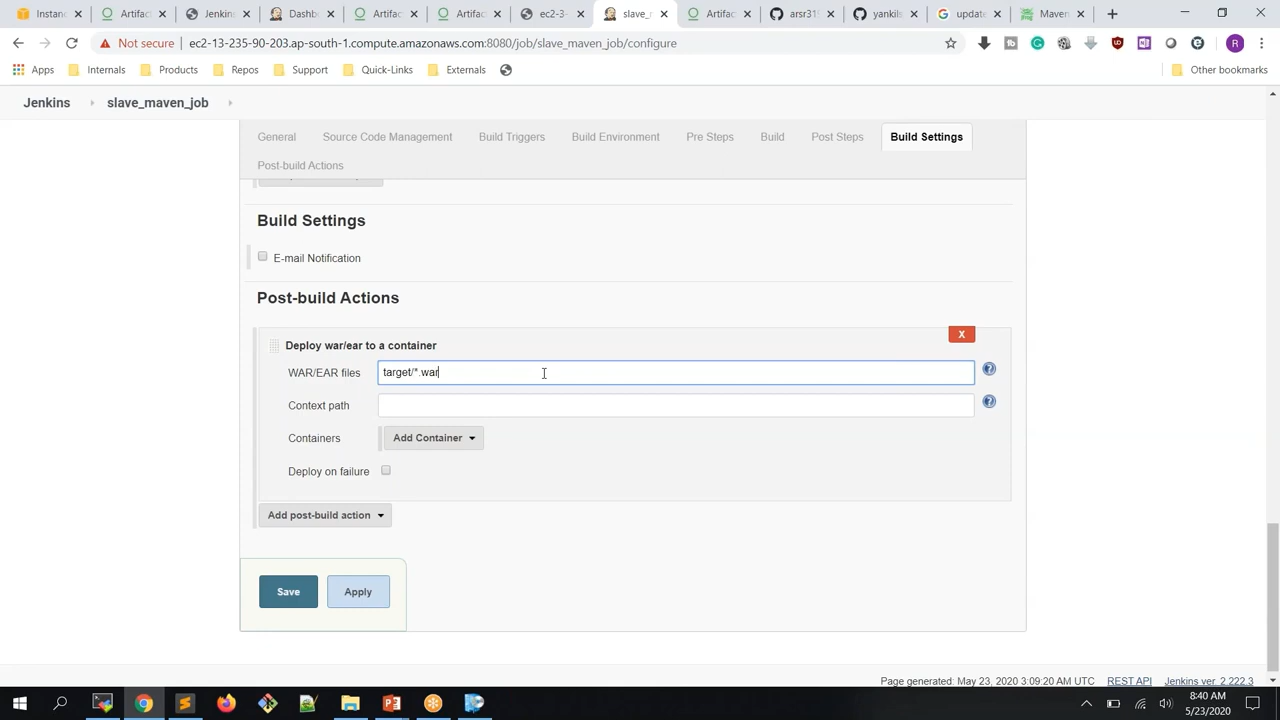 Instanc
Artifac
Jenkins
Dashbo
Artifac
Artifac
ec2-3-
slave_m
Artifac
arsr319
yankils
update
Maven
Not secure
ec2-13-235-90-203.ap-south-1.compute.amazonaws.com:8080/job/slave_maven_job/configure
R
Apps
Internals
Products
Repos
Support
Quick-Links
Externals
Other bookmarks
Jenkins
slave_maven_job
General
Source Code Management
Build Triggers
Build Environment
Pre Steps
Build
Post Steps
Build Settings
Post-build Actions
Build Settings
E-mail Notification
Post-build Actions
X
Deploy war/ear to a container
WAR/EAR files
target/*.war
Context path
Containers
Add Container
Deploy on failure
Add post-build action
Save
Apply
Page generated: May 23, 2020 3:09:20 AM UTC
REST API
Jenkins ver. 2.222.3
8:40 AM
5/23/2020